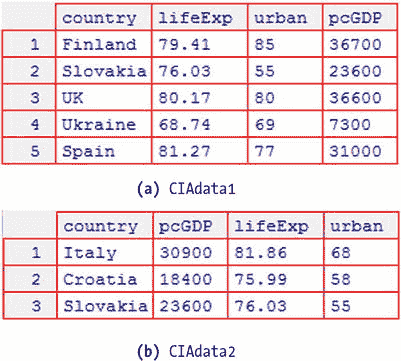 country lifeExp urban pcGDP
1 Finland 79.41 85 36700
2 Slovakia 76.03 55 23600
3 UK 80.17 80 36600
4 Ukraine 68.74 69 7300
5 Spain 81.27 77 31000
(a) CIAdata1
country pcGDP lifeExp urban
1 Italy 30900 81.86 68
2 Croatia 18400 75.99 58
3 Slovakia 23600 76.03 55
(b) CIAdata2